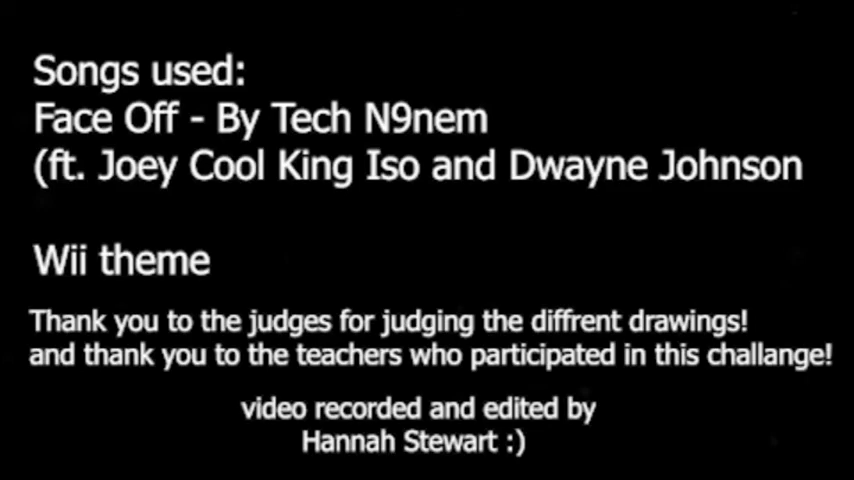 Songs used:
Face Off - By Tech N9nem
(ft. Joey Cool King Iso and Dwayne Johnson
Wii theme
Thank you to the judges for judging the diffrent drawings!
and thank you to the teachers who participated in this challange!
video recorded and edited by
Hannah Stewart :)